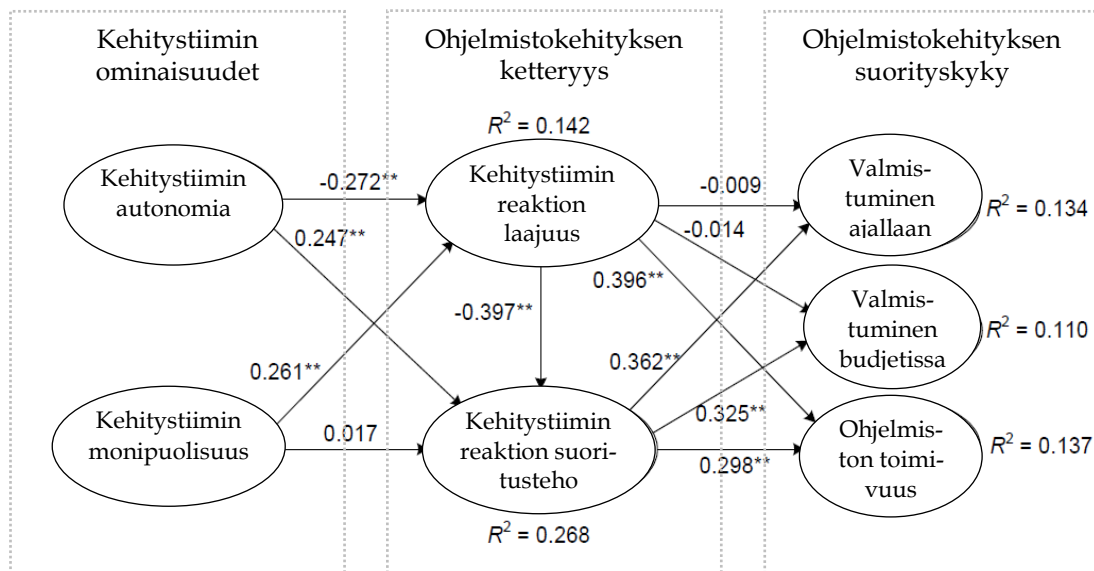 Kehitystiimin
ominaisuudet
Ohjelmistokehityksen
ketteryys
Ohjelmistokehityksen
suorityskyky
R² = 0.142
Kehitystiimin
autonomia
-0.272**
Kehitystiimin
reaktion
laajuus
-0.009
Valmis-
tuminen
ajallaan
R² = 0.134
0.247**
-0.014
0.396**
-0.397**
Valmis-
tuminen
budjetissa
R² = 0.110
0.261**
0.362**
Kehitystiimin
monipuolisuus
0.017
Kehitystiimin
reaktion suori-
tusteho
0.325**
0.298**
Ohjelmis-
ton toimi-
vuus
R² = 0.137
R² = 0.268